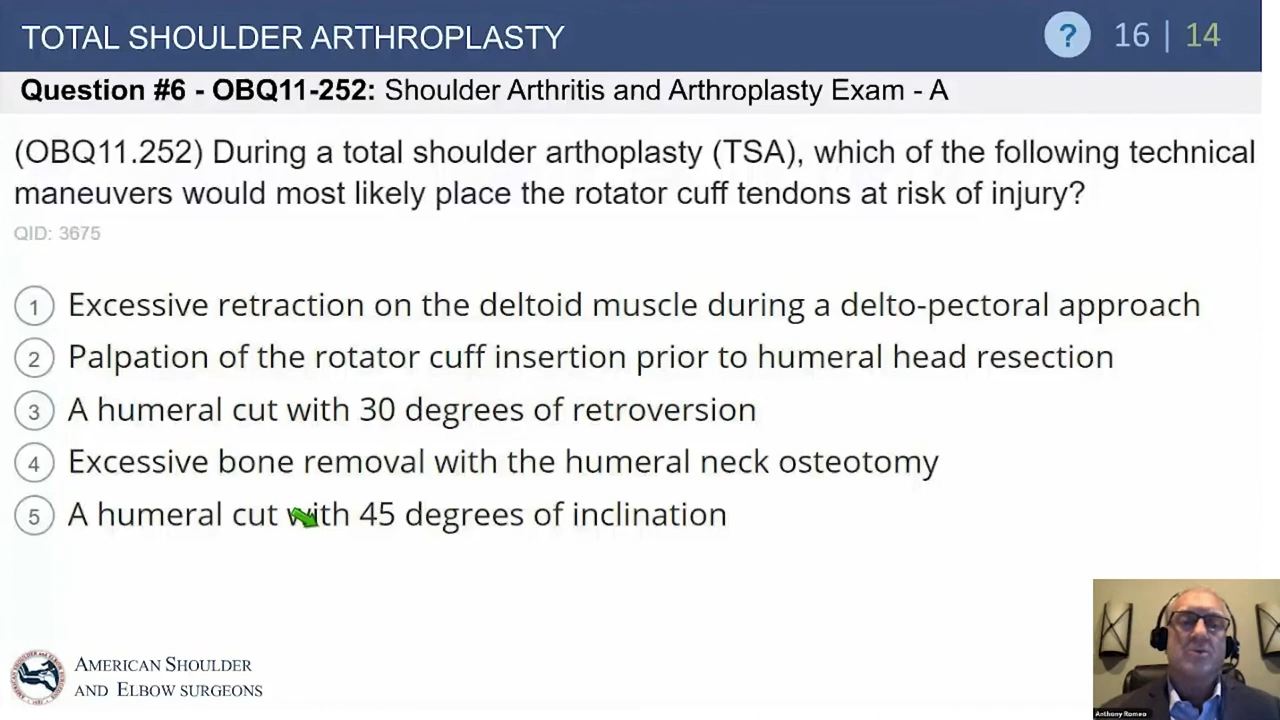 TOTAL SHOULDER ARTHROPLASTY
? 16 | 14
Question #6 - OBQ11-252: Shoulder Arthritis and Arthroplasty Exam - A
(OBQ11.252) During a total shoulder arthoplasty (TSA), which of the following technical
maneuvers would most likely place the rotator cuff tendons at risk of injury?
QID: 3675
1 Excessive retraction on the deltoid muscle during a delto-pectoral approach
2 Palpation of the rotator cuff insertion prior to humeral head resection
3 A humeral cut with 30 degrees of retroversion
4 Excessive bone removal with the humeral neck osteotomy
5 A humeral cut with 45 degrees of inclination
AMERICAN SHOULDER
AND ELBOW SURGEONS
Anthony Romeo